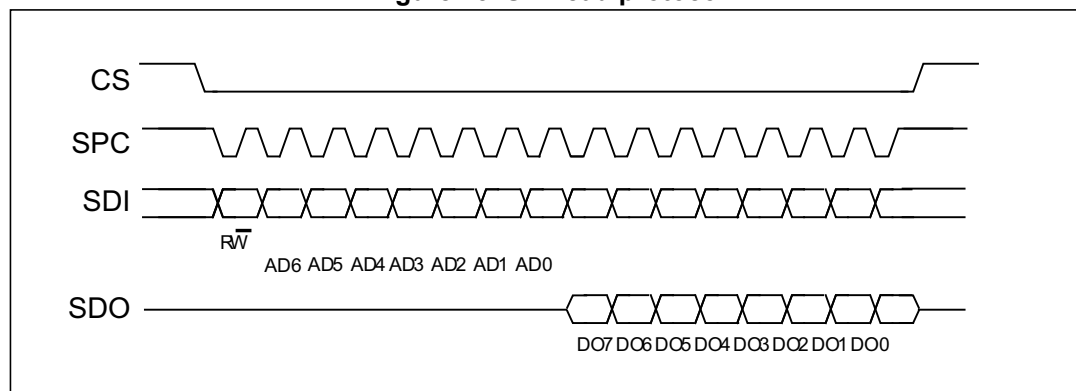 CS
SPC
SDI
RW̅
AD6 AD5 AD4 AD3 AD2 AD1 AD0
SDO
DO7 DO6 DO5 DO4 DO3 DO2 DO1 DO0